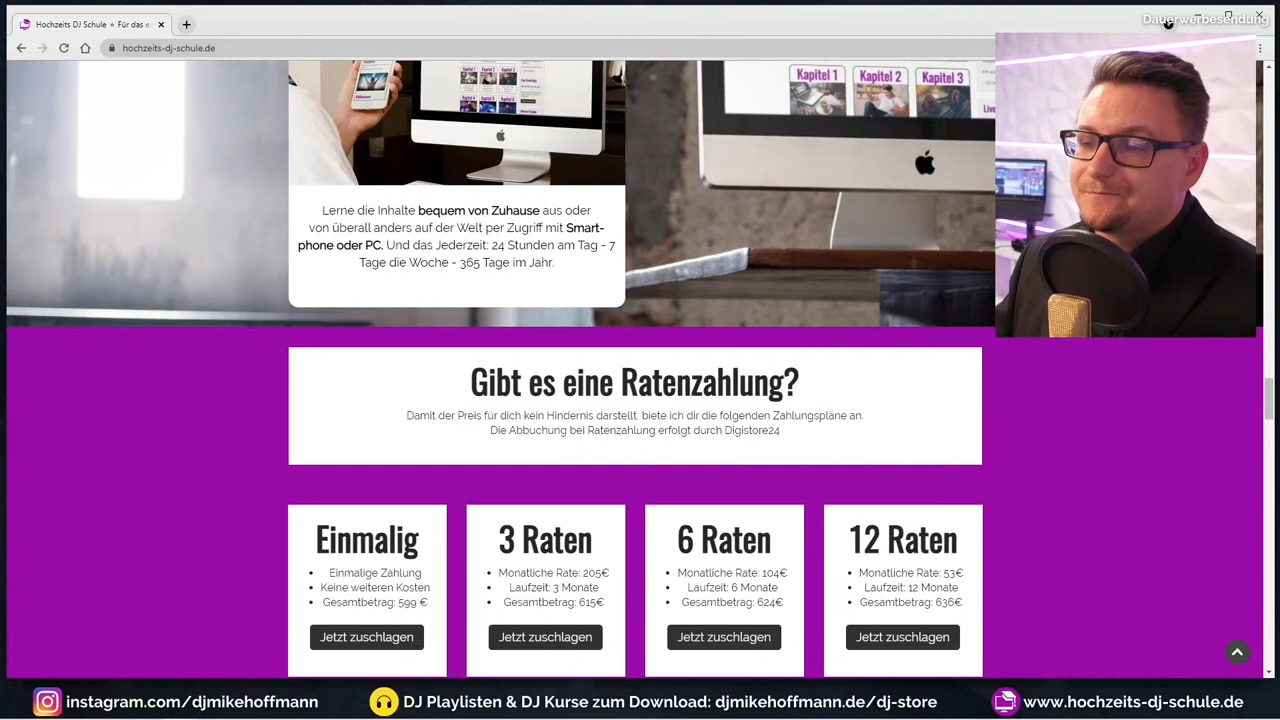 Hochzeits DJ Schule
Für das e
Dauerwerbesendung
hochzeits-dj-schule.de
Kapitel 1
Kapitel 2
Kapitel 3
Kapitel 1 Kapitel 2 Kapitel 3
Live
Lerne die Inhalte bequem von Zuhause aus oder
von überall anders auf der Welt per Zugriff mit Smart-
phone oder PC. Und das Jederzeit: 24 Stunden am Tag - 7
Tage die Woche - 365 Tage im Jahr.
Gibt es eine Ratenzahlung?
Damit der Preis für dich kein Hindernis darstellt, biete ich dir die folgenden Zahlungspläne an.
Die Abbuchung bei Ratenzahlung erfolgt durch Digistore24
Einmalig
Einmalige Zahlung
Keine weiteren Kosten
Gesamtbetrag: 599 €
Jetzt zuschlagen
3 Raten
Monatliche Rate: 205€
Laufzeit: 3 Monate
Gesamtbetrag: 615€
Jetzt zuschlagen
6 Raten
Monatliche Rate: 104€
Laufzeit: 6 Monate
Gesamtbetrag: 624€
Jetzt zuschlagen
12 Raten
Monatliche Rate: 53€
Laufzeit: 12 Monate
Gesamtbetrag: 636€
Jetzt zuschlagen
instagram.com/djmikehoffmann
DJ Playlisten & DJ Kurse zum Download: djmikehoffmann.de/dj-store
www.hochzeits-dj-schule.de